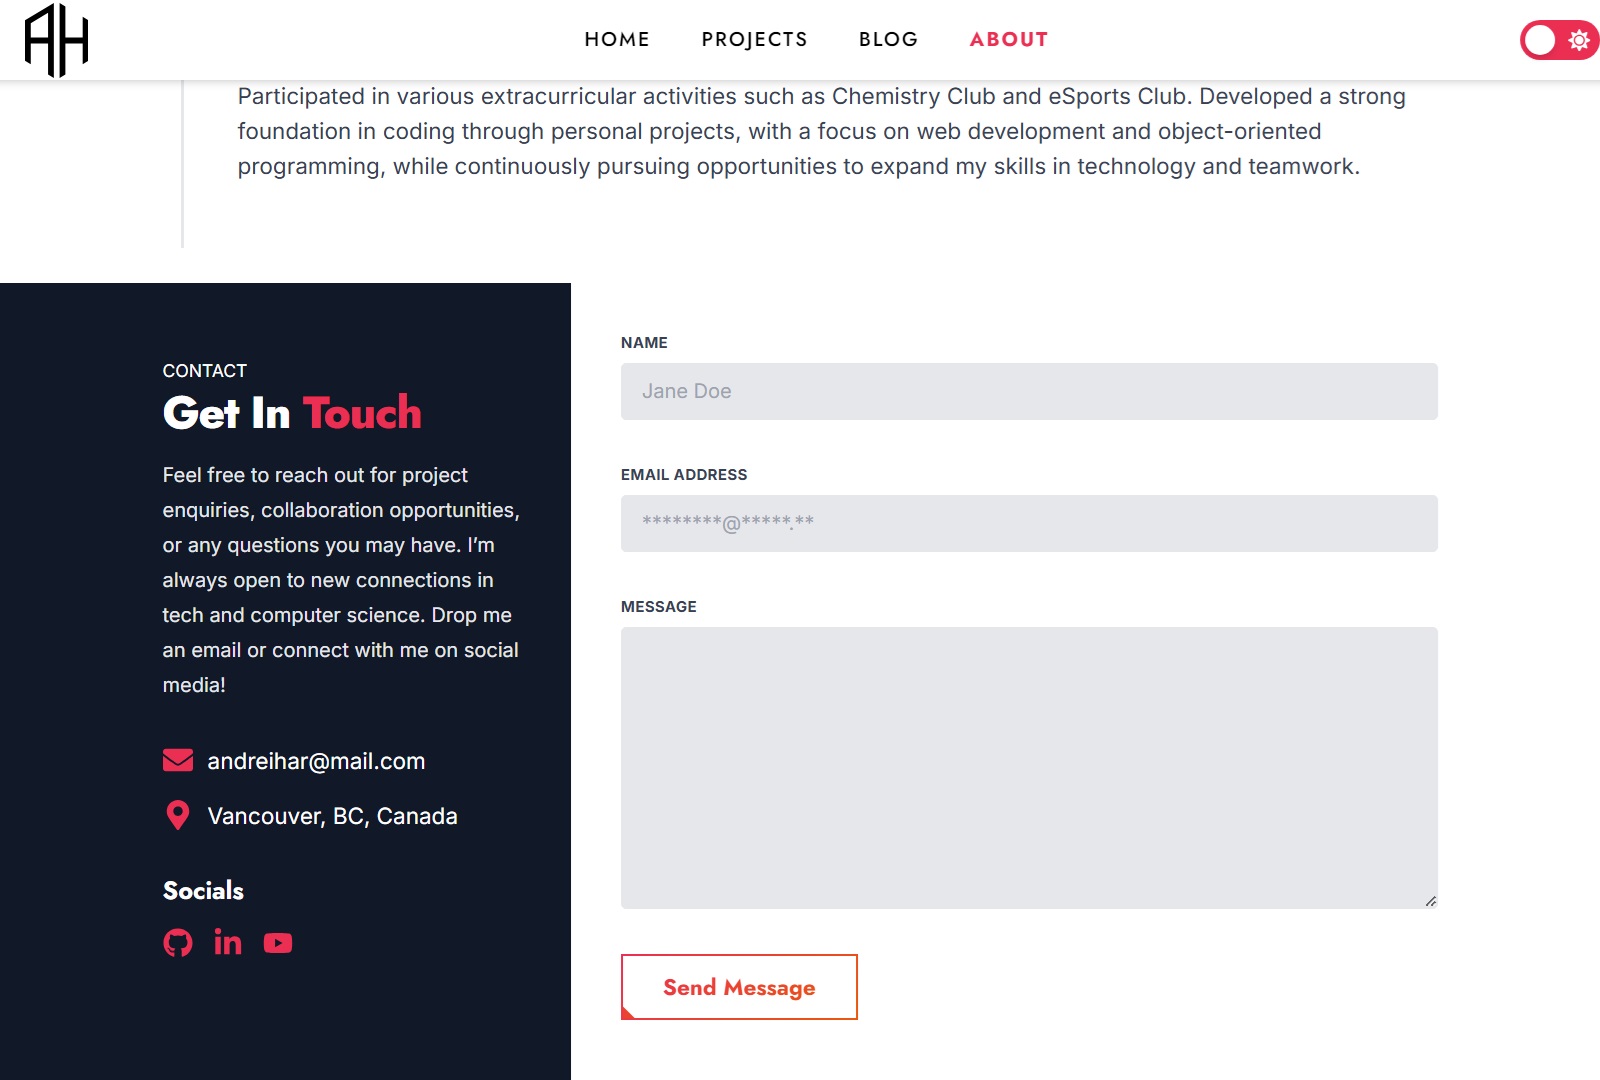 AH
HOME PROJECTS BLOG ABOUT
Participated in various extracurricular activities such as Chemistry Club and eSports Club. Developed a strong
foundation in coding through personal projects, with a focus on web development and object-oriented
programming, while continuously pursuing opportunities to expand my skills in technology and teamwork.
CONTACT
Get In Touch
Feel free to reach out for project
enquiries, collaboration opportunities,
or any questions you may have. I’m
always open to new connections in
tech and computer science. Drop me
an email or connect with me on social
media!
andreihar@mail.com
Vancouver, BC, Canada
Socials
in
NAME
Jane Doe
EMAIL ADDRESS
********@*****.**
MESSAGE
Send Message